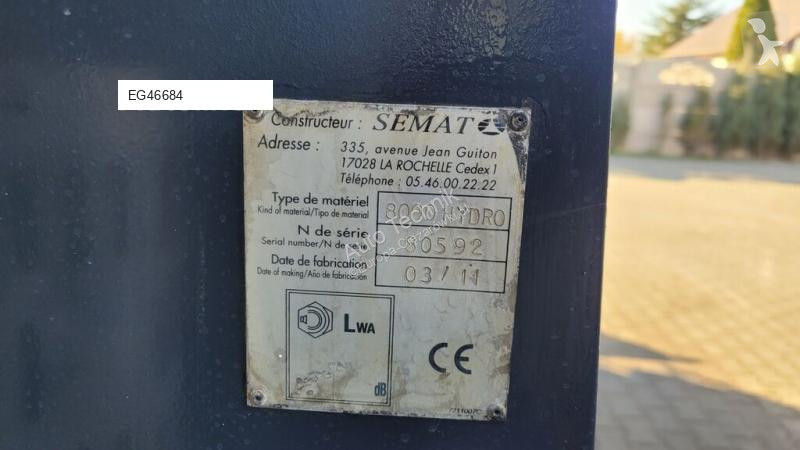 EG46684
Constructeur : SEMAT
Adresse : 335, avenue Jean Guiton
17028 LA ROCHELLE Cedex 1
Téléphone : 05.46.00.22.22
Type de matériel
Kind of material/Tipo de material
HYDRO
N de série
Serial number/N de serie
80592
Date de fabrication
Date of making/Año de fabricación
03/11
LWA
dB
CE
Auto Technik